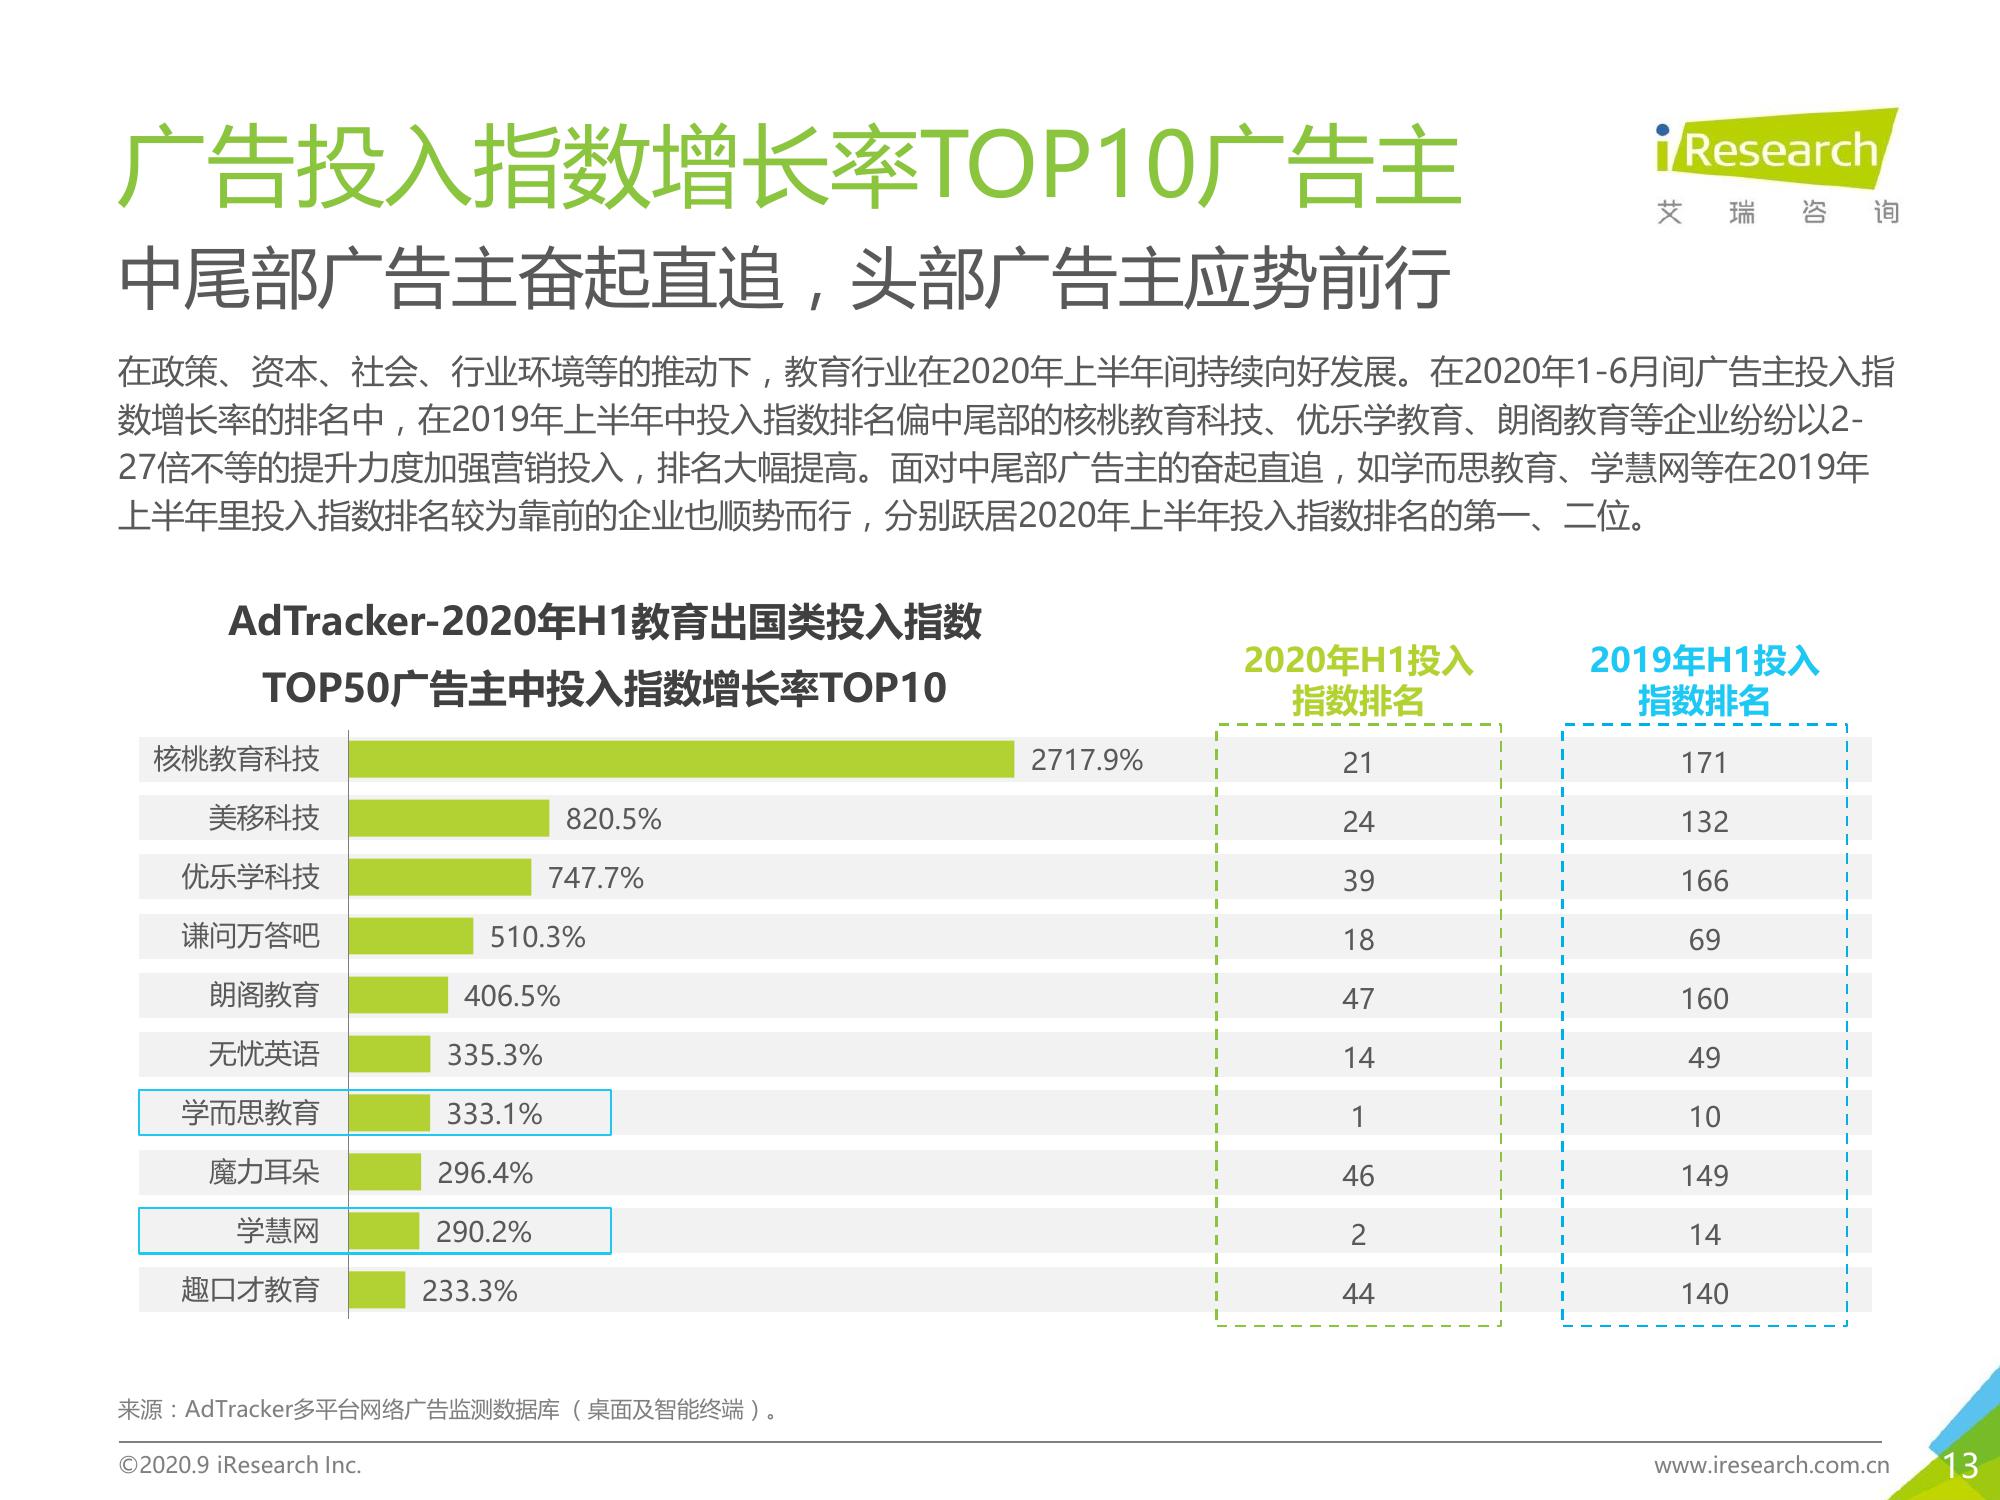 广告投入指数增长率TOP10广告主
iResearch
艾瑞咨询
中尾部广告主奋起直追，头部广告主应势前行
在政策、资本、社会、行业环境等的推动下，教育行业在2020年上半年间持续向好发展。在2020年1-6月间广告主投入指
数增长率的排名中，在2019年上半年中投入指数排名偏中尾部的核桃教育科技、优乐学教育、朗阁教育等企业纷纷以2-
27倍不等的提升力度加强营销投入，排名大幅提高。面对中尾部广告主的奋起直追，如学而思教育、学慧网等在2019年
上半年里投入指数排名较为靠前的企业也顺势而行，分别跃居2020年上半年投入指数排名的第一、二位。
AdTracker-2020年H1教育出国类投入指数
TOP50广告主中投入指数增长率TOP10
2020年H1投入
指数排名
2019年H1投入
指数排名
核桃教育科技 2717.9% 21 171
美移科技 820.5% 24 132
优乐学科技 747.7% 39 166
谦问万答吧 510.3% 18 69
朗阁教育 406.5% 47 160
无忧英语 335.3% 14 49
学而思教育 333.1% 1 10
魔力耳朵 296.4% 46 149
学慧网 290.2% 2 14
趣口才教育 233.3% 44 140
来源：AdTracker多平台网络广告监测数据库（桌面及智能终端）。
©2020.9 iResearch Inc.
www.iresearch.com.cn
13